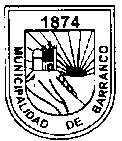 1874
MUNICIPALIDAD DE BARRANCO